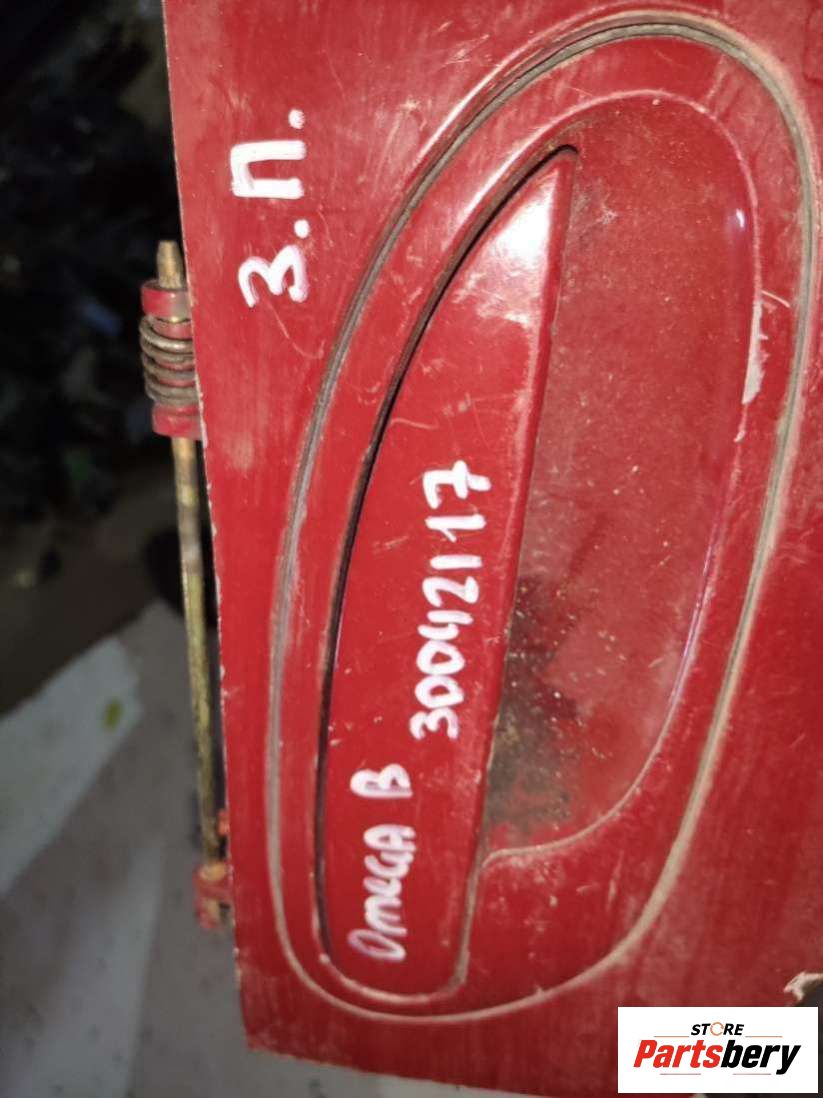 З.П.
30042117
Omega B
STORE
Partsbery